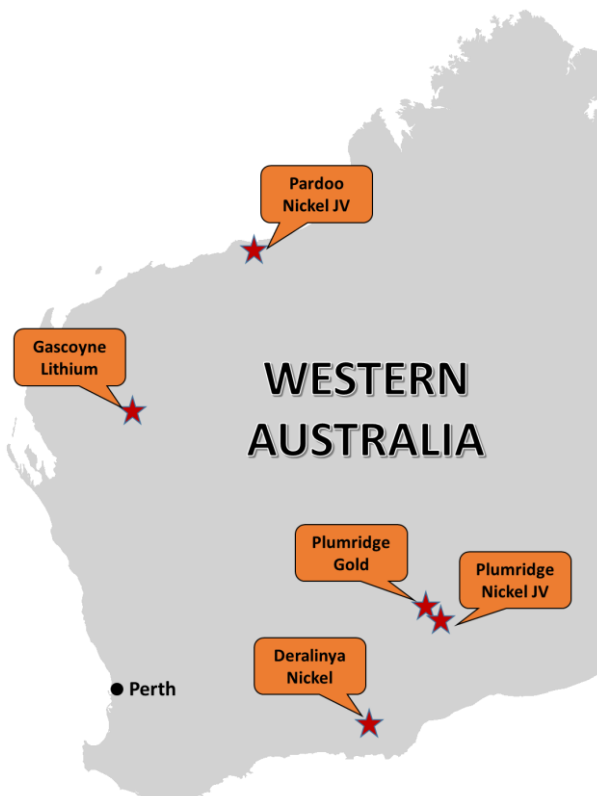 Pardoo
Nickel JV
Gascoyne
Lithium
WESTERN
AUSTRALIA
Plumridge
Gold
Plumridge
Nickel JV
Deralinya
Nickel
Perth